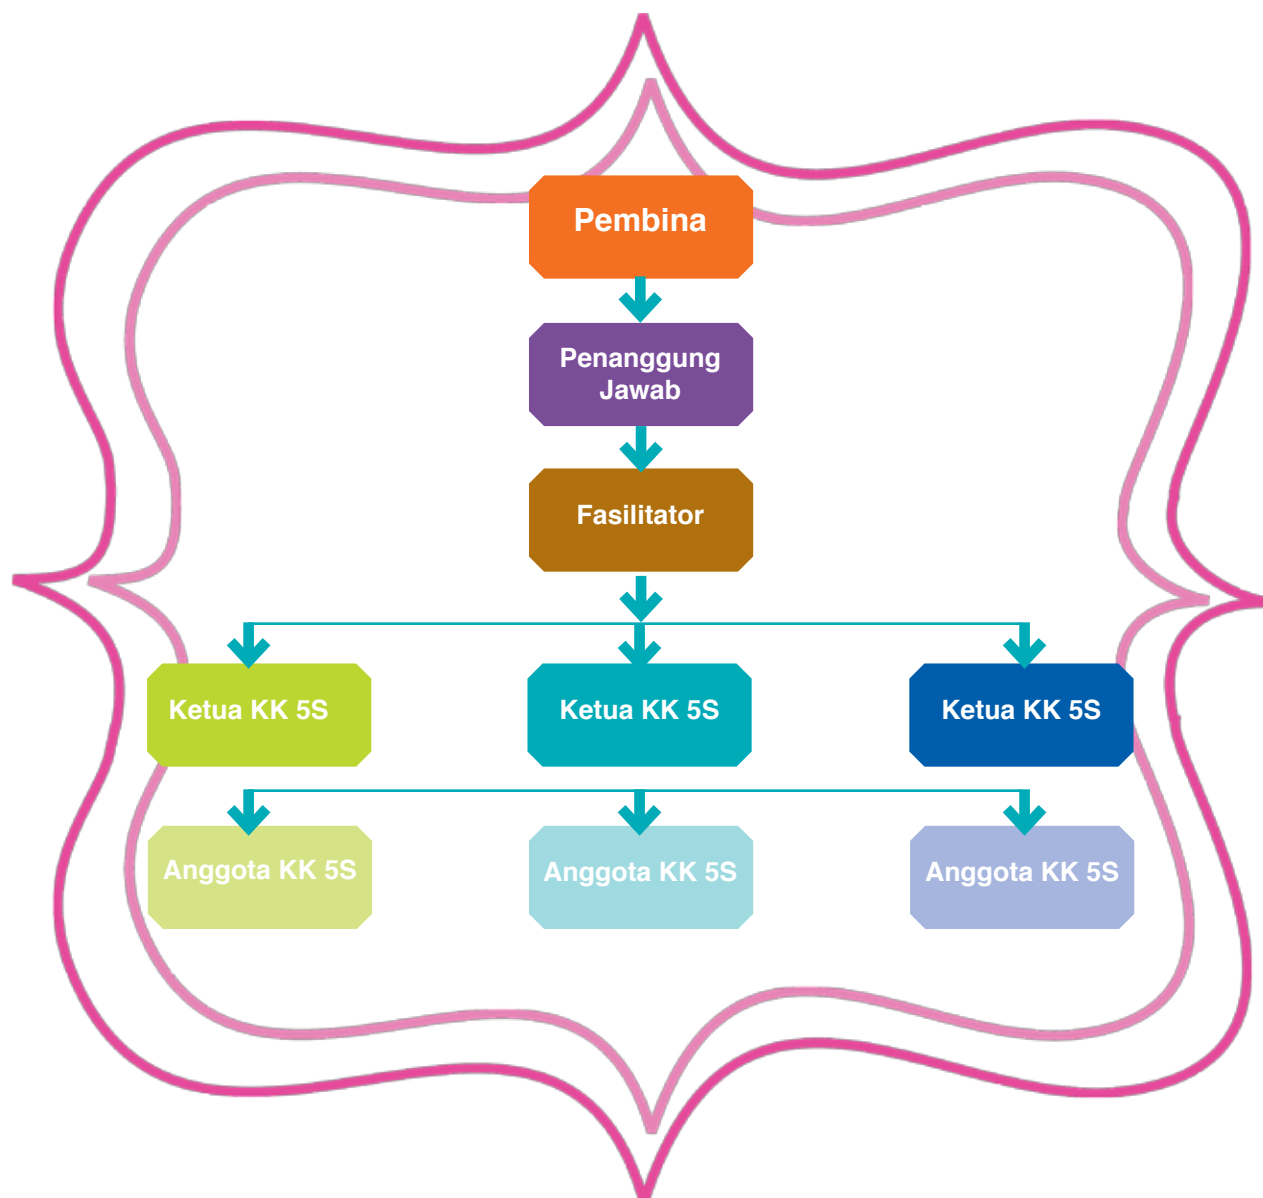 Pembina
Penanggung
Jawab
Fasilitator
Ketua KK 5S
Ketua KK 5S
Ketua KK 5S
Anggota KK 5S
Anggota KK 5S
Anggota KK 5S